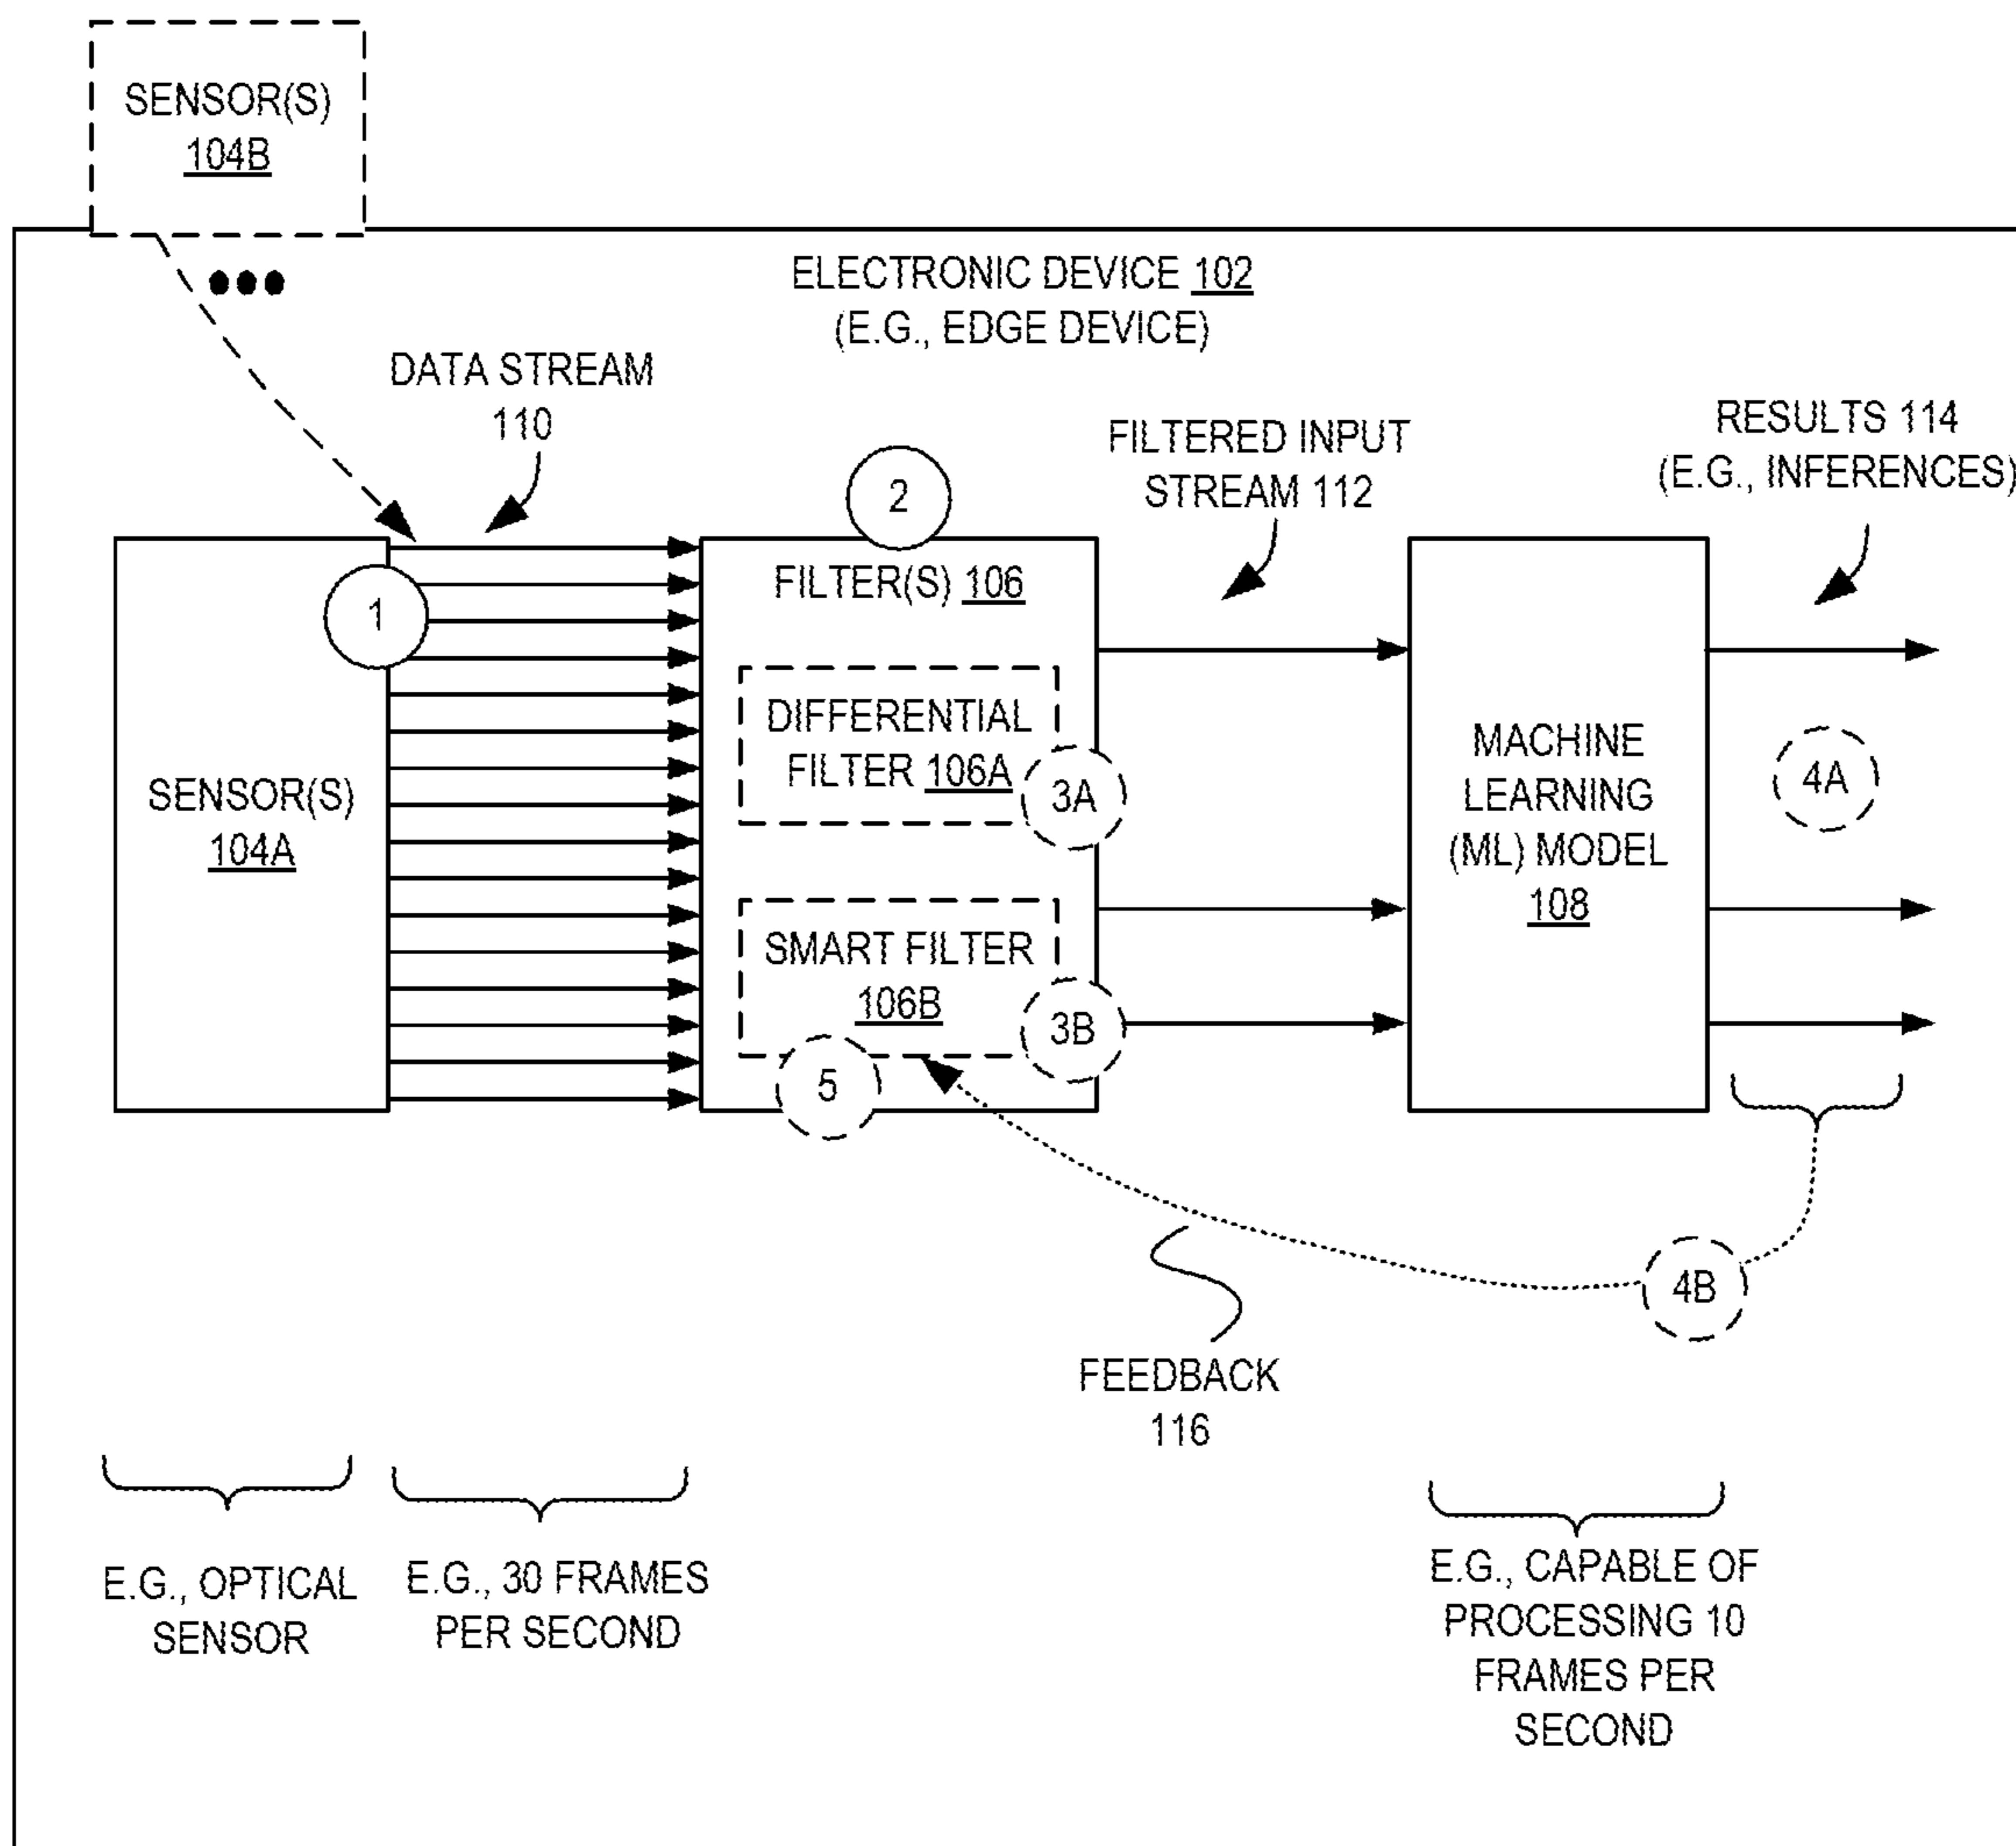 SENSOR(S)
104B
ELECTRONIC DEVICE 102
(E.G., EDGE DEVICE)
DATA STREAM
110
FILTERED INPUT
STREAM 112
RESULTS 114
(E.G., INFERENCES)
1
2
FILTER(S) 106
DIFFERENTIAL
FILTER 106A
3A
SENSOR(S)
104A
SMART FILTER
106B
3B
5
MACHINE
LEARNING
(ML) MODEL
108
4A
4B
FEEDBACK
116
E.G., OPTICAL
SENSOR
E.G., 30 FRAMES
PER SECOND
E.G., CAPABLE OF
PROCESSING 10
FRAMES PER
SECOND